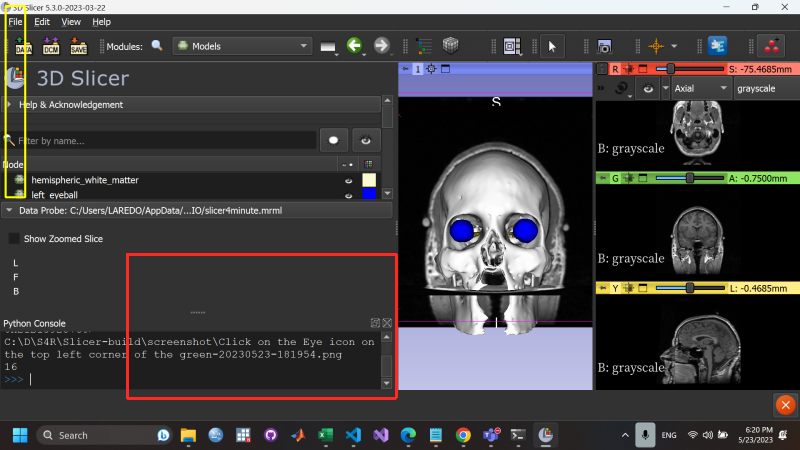 3D Slicer 5.3.0-2023-03-22
File Edit View Help
DATA DCM SAVE Modules: Models
3D Slicer
Help & Acknowledgement
Filter by name...
Node
hemispheric_white_matter
left_eyeball
Data Probe: C:/Users/LAREDO/AppData/...IO/slicer4minute.mrml
Show Zoomed Slice
L
F
B
Python Console
C:\D\S4R\Slicer-build\screenshot\Click on the Eye icon on
the top left corner of the green-20230523-181954.png
16
>>>
1
S
R S: -75.4685mm
Axial grayscale
B: grayscale
G A: -0.7500mm
B: grayscale
Y L: -0.4685mm
B: grayscale
Search
ENG
6:20 PM
5/23/2023